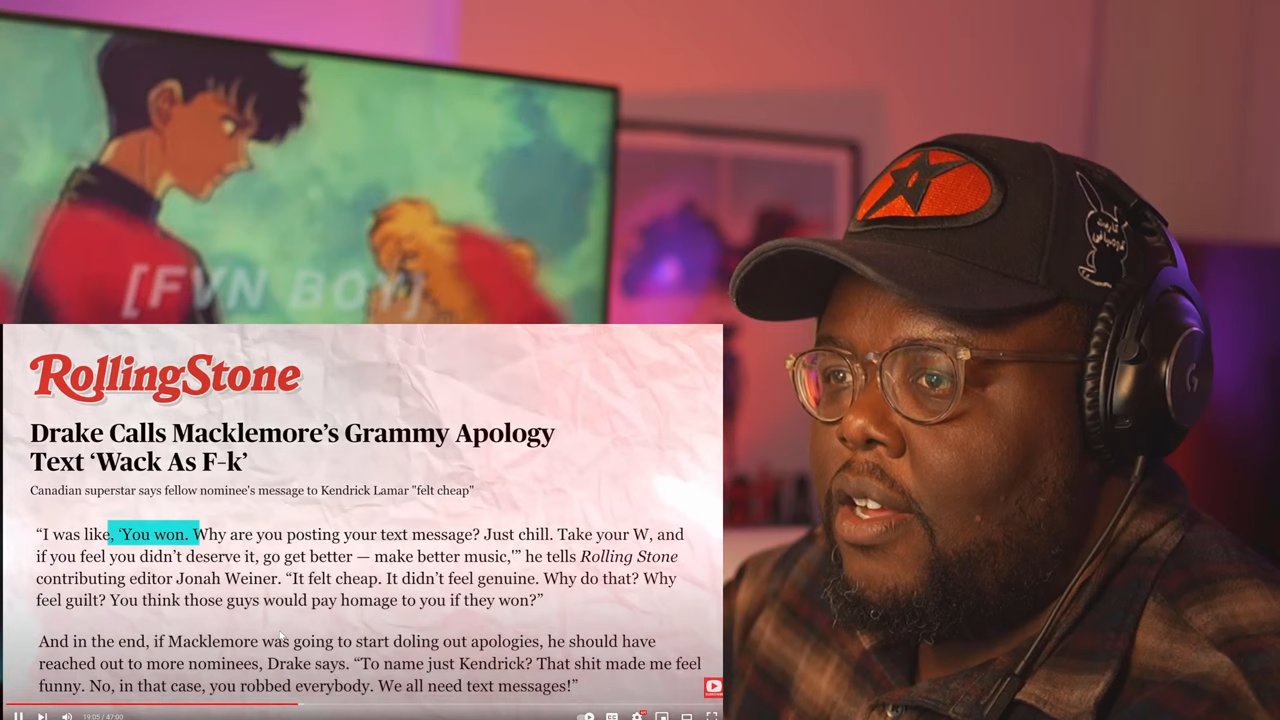 [FVN BOY]
RollingStone
Drake Calls Macklemore’s Grammy Apology
Text ‘Wack As F-k’
Canadian superstar says fellow nominee's message to Kendrick Lamar "felt cheap"
“I was like, ‘You won. Why are you posting your text message? Just chill. Take your W, and
if you feel you didn’t deserve it, go get better — make better music,’” he tells Rolling Stone
contributing editor Jonah Weiner. “It felt cheap. It didn’t feel genuine. Why do that? Why
feel guilt? You think those guys would pay homage to you if they won?”
And in the end, if Macklemore was going to start doling out apologies, he should have
reached out to more nominees, Drake says. “To name just Kendrick? That shit made me feel
funny. No, in that case, you robbed everybody. We all need text messages!”
19:05 / 47:00